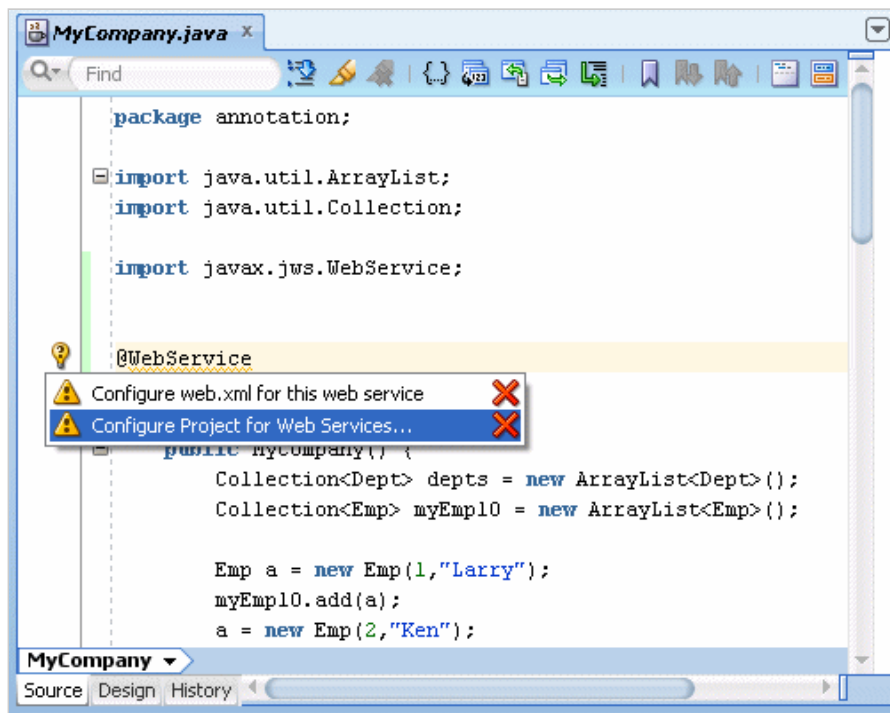 MyCompany.java
Find
package annotation;
import java.util.ArrayList;
import java.util.Collection;
import javax.jws.WebService;
@WebService
Configure web.xml for this web service
Configure Project for Web Services...
public MyCompany() {
Collection<Dept> depts = new ArrayList<Dept>();
Collection<Emp> myEmp10 = new ArrayList<Emp>();
Emp a = new Emp(1,"Larry");
myEmp10.add(a);
a = new Emp(2,"Ken");
MyCompany
Source Design History